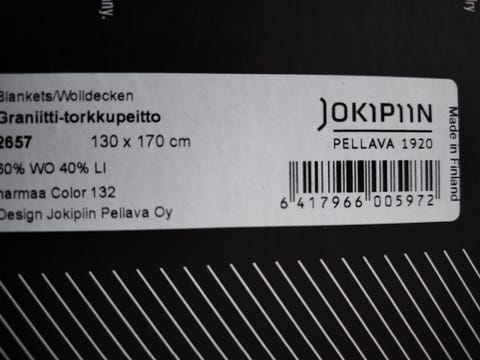 Blankets/Wolldecken
Graniitti-torkkupeitto
2657 130 x 170 cm
60% WO 40% LI
harmaa Color 132
Design Jokipiin Pellava Oy
JOKIPIIN
PELLAVA 1920
6 417966 005972
Made in Finland